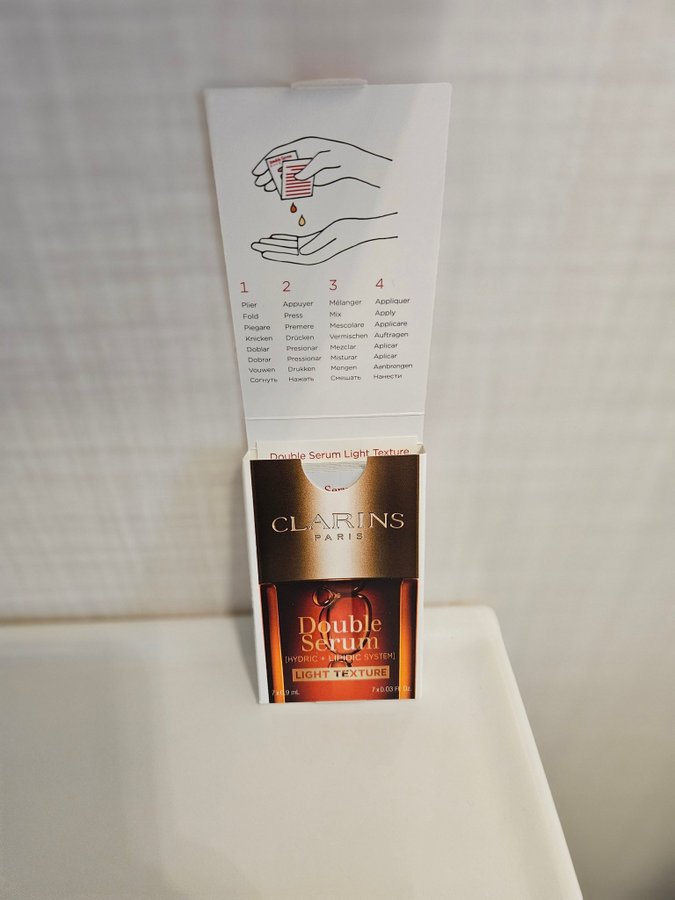 1 2 3 4
Plier Appuyer Mélanger Appliquer
Fold Press Mix Apply
Piegare Premere Mescolare Applicare
Knicken Drücken Vermischen Auftragen
Doblar Presionar Mezclar Aplicar
Dobrar Pressionar Misturar Aplicar
Vouwen Drukken Mengen Aanbrengen
Согнуть Нажать Смешать Нанести
Double Serum Light Texture
CLARINS
PARIS
Double
Serum
[HYDRIC + LIPIDIC SYSTEM]
LIGHT TEXTURE
7 x 0.9 mL 7 x 0.03 Fl. Oz.